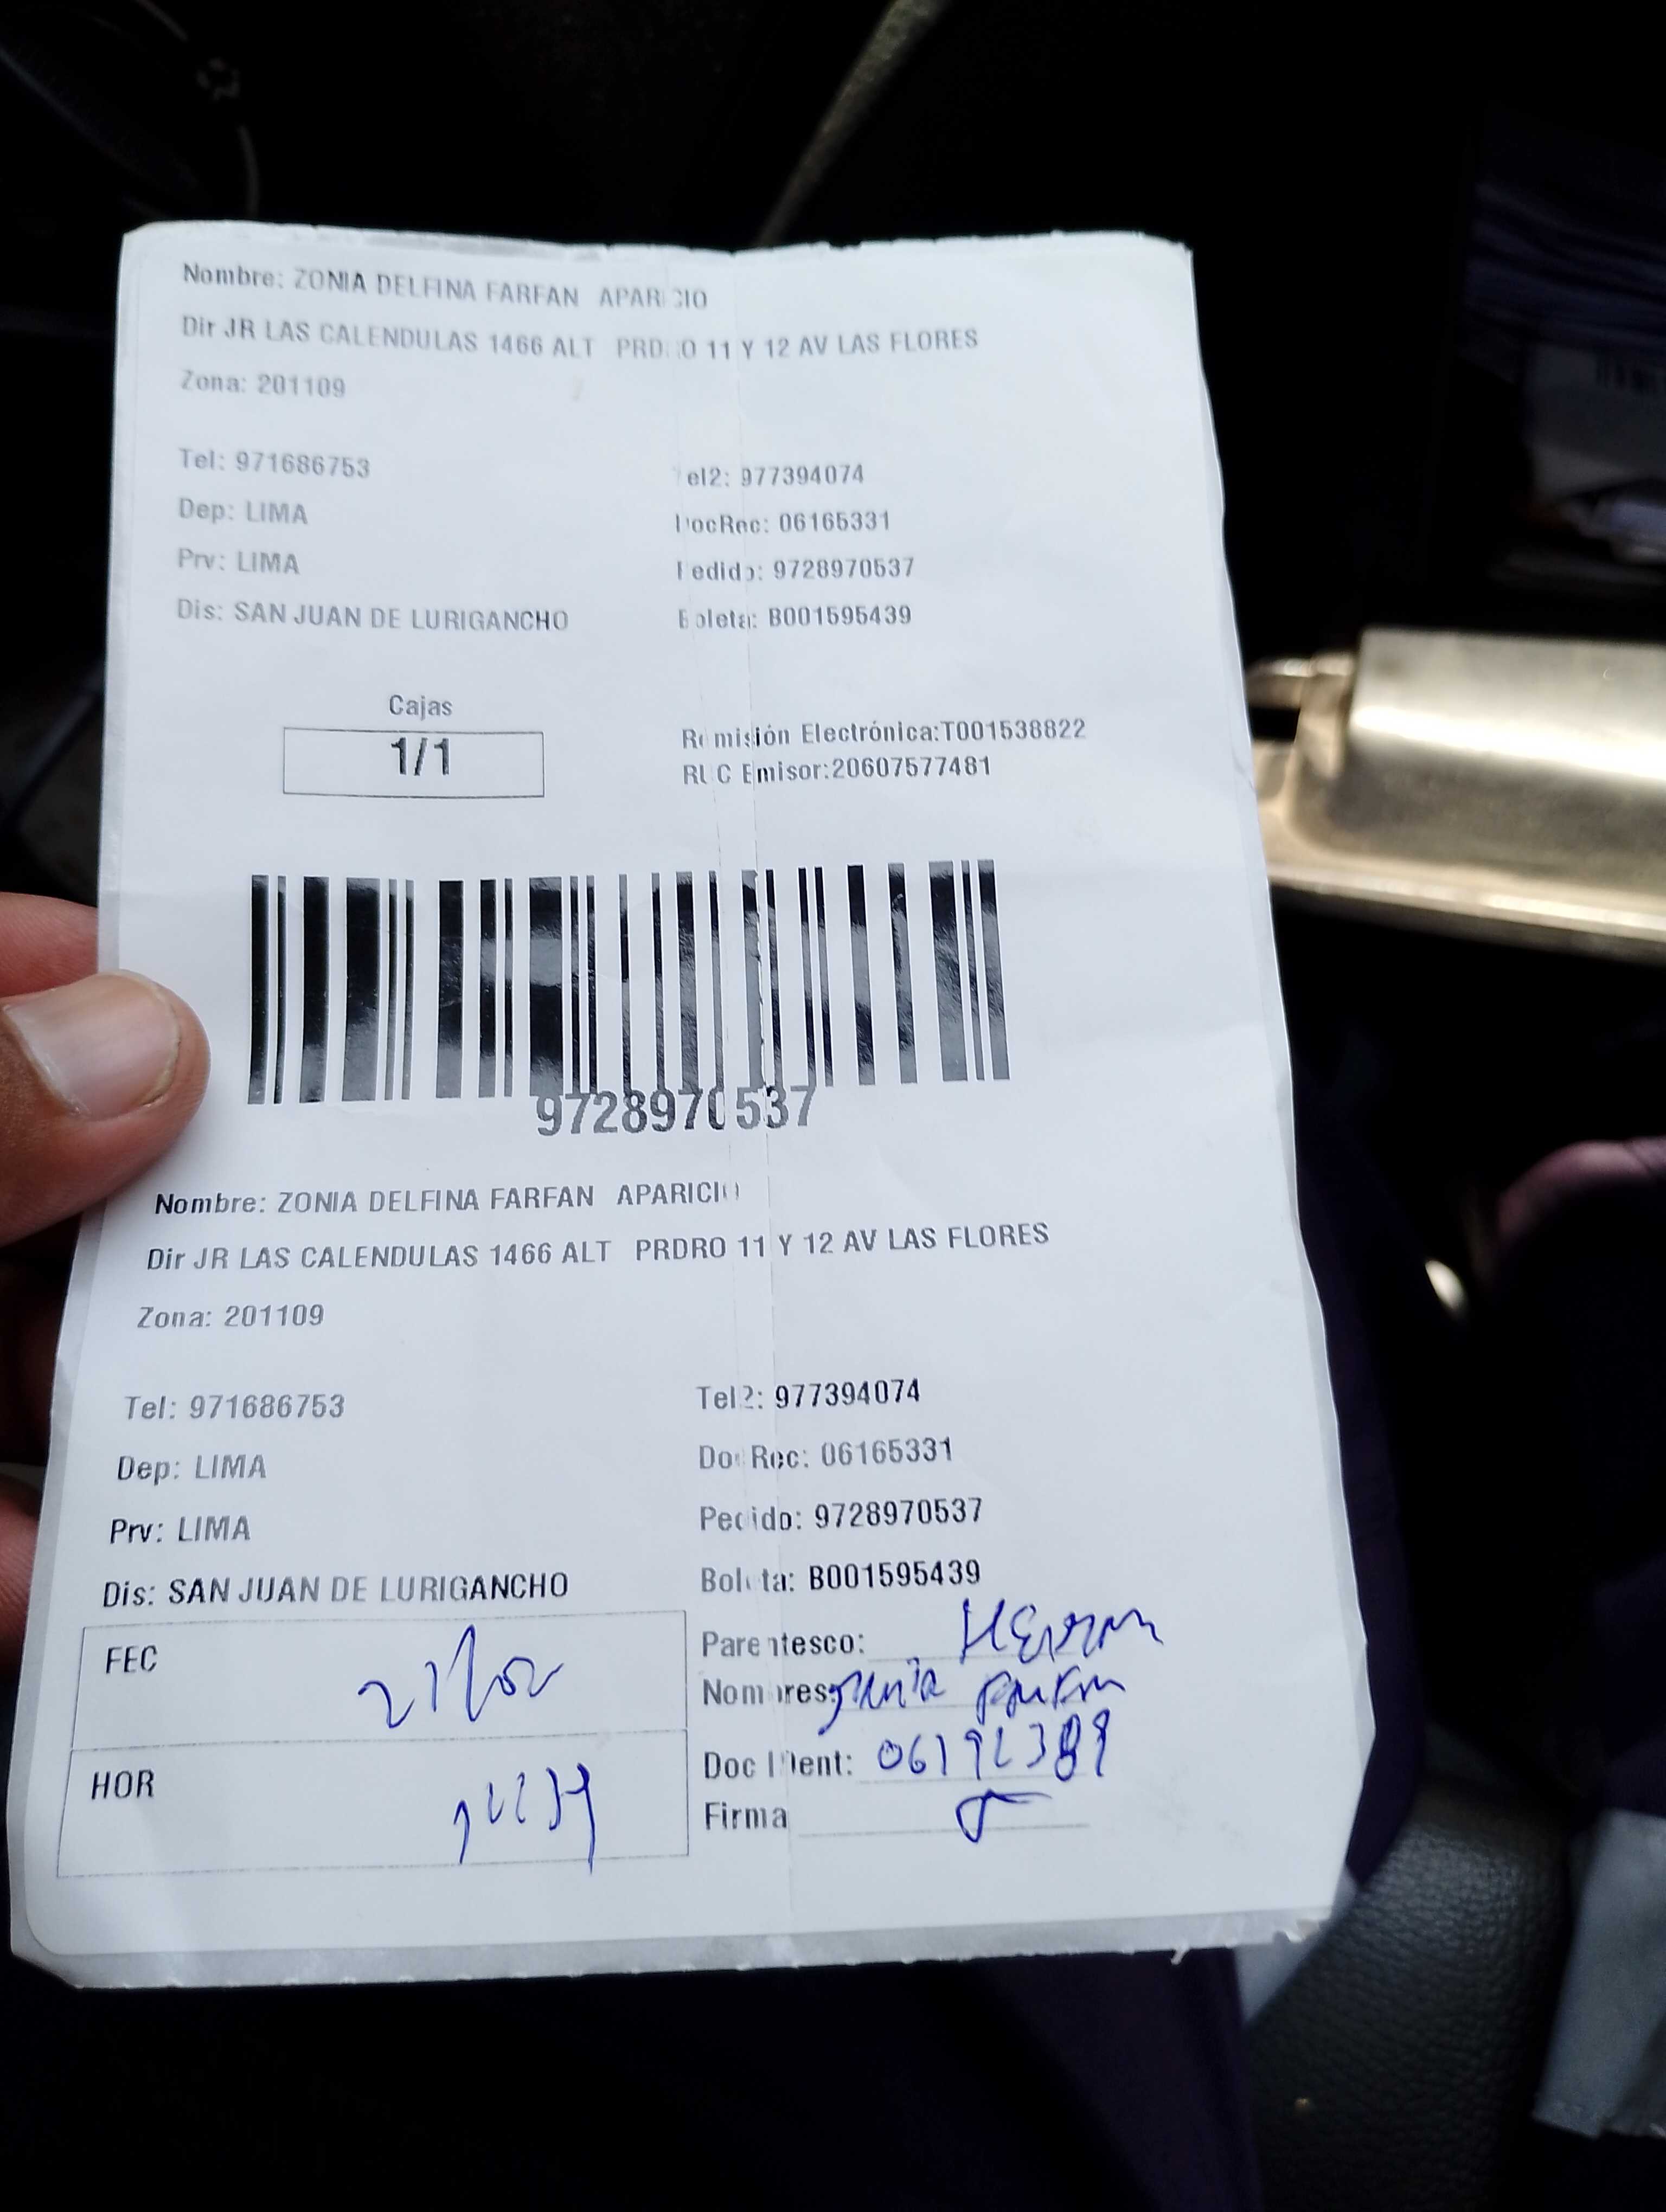 Nombre: ZONIA DELFINA FARFAN APARICIO
Dir JR LAS CALENDULAS 1466 ALT PRDRO 11 Y 12 AV LAS FLORES
Zona: 201109
Tel: 971686753 Tel2: 977394074
Dep: LIMA DocRec: 06165331
Prv: LIMA Pedido: 9728970537
Dis: SAN JUAN DE LURIGANCHO Boleta: B001595439
Cajas
1/1
Remisión Electrónica:T001538822
RUC Emisor:20607577481
9728970537
Nombre: ZONIA DELFINA FARFAN APARICIO
Dir JR LAS CALENDULAS 1466 ALT PRDRO 11 Y 12 AV LAS FLORES
Zona: 201109
Tel: 971686753 Tel2: 977394074
Dep: LIMA DocRec: 06165331
Prv: LIMA Pedido: 9728970537
Dis: SAN JUAN DE LURIGANCHO Boleta: B001595439
FEC Parentesco:
Nombres: Farfan
HOR Doc Ident:
Firma